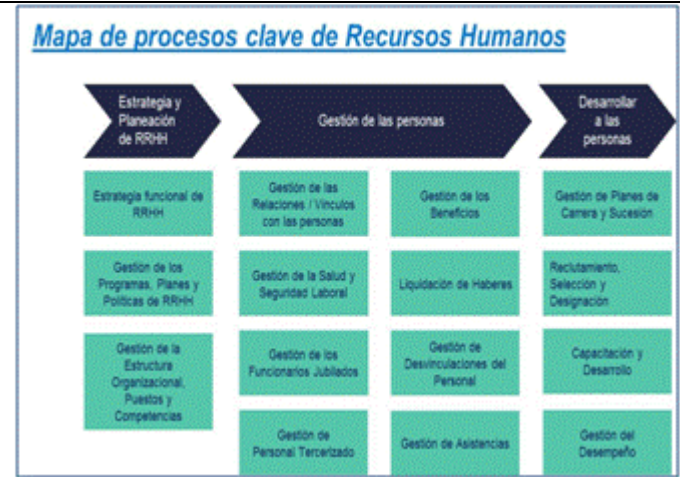 Mapa de procesos clave de Recursos Humanos
Estrategia y
Planeación
de RRHH
Gestión de las personas
Desarrollar
a las
personas
Estrategia funcional de
RRHH
Gestión de las
Relaciones / Vínculos
con las personas
Gestión de los
Beneficios
Gestión de Planes de
Carrera y Sucesión
Gestión de los
Programas, Planes y
Políticas de RRHH
Gestión de la Salud y
Seguridad Laboral
Liquidación de Haberes
Reclutamiento,
Selección y
Designación
Gestión de la
Estructura
Organizacional,
Puestos y
Competencias
Gestión de los
Funcionarios Jubilados
Gestión de
Desvinculaciones del
Personal
Capacitación y
Desarrollo
Gestión de
Personal Tercerizado
Gestión de Asistencias
Gestión del
Desempeño